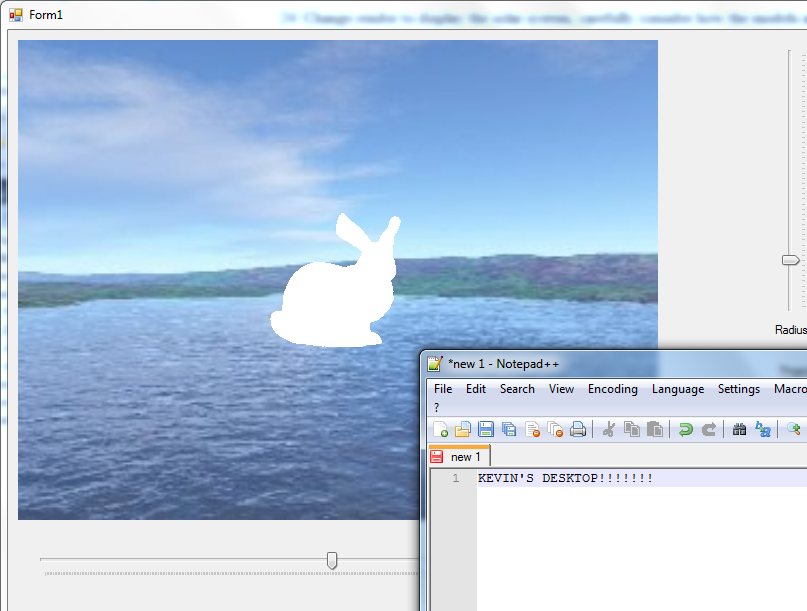 Form1
Radius
*new 1 - Notepad++
File Edit Search View Encoding Language Settings Macro
?
new 1
1 KEVIN'S DESKTOP!!!!!!!